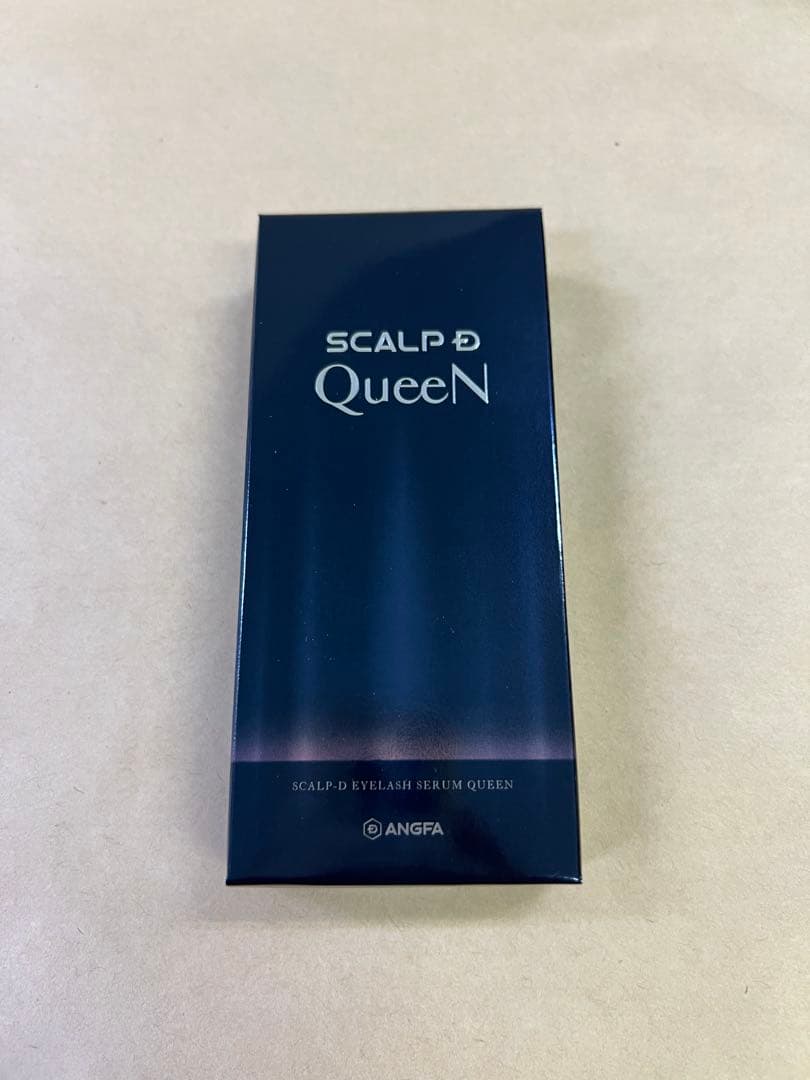 SCALP D
QueeN
SCALP-D EYELASH SERUM QUEEN
ANGFA